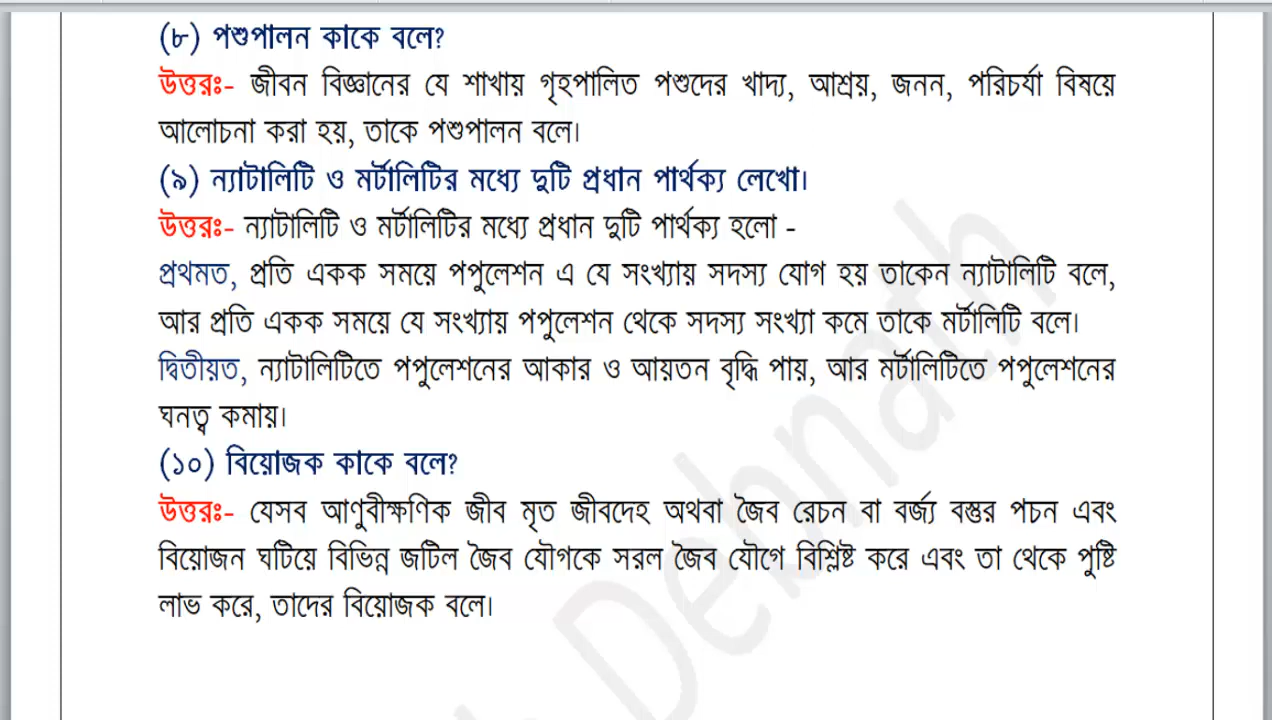 (৮) পশুপালন কাকে বলে?
উত্তরঃ- জীবন বিজ্ঞানের যে শাখায় গৃহপালিত পশুদের খাদ্য, আশ্রয়, জনন, পরিচর্যা বিষয়ে
আলোচনা করা হয়, তাকে পশুপালন বলে।
(৯) ন্যাটালিটি ও মর্টালিটির মধ্যে দুটি প্রধান পার্থক্য লেখো।
উত্তরঃ- ন্যাটালিটি ও মর্টালিটির মধ্যে প্রধান দুটি পার্থক্য হলো -
প্রথমত, প্রতি একক সময়ে পপুলেশন এ যে সংখ্যায় সদস্য যোগ হয় তাকেন ন্যাটালিটি বলে,
আর প্রতি একক সময়ে যে সংখ্যায় পপুলেশন থেকে সদস্য সংখ্যা কমে তাকে মর্টালিটি বলে।
দ্বিতীয়ত, ন্যাটালিটিতে পপুলেশনের আকার ও আয়তন বৃদ্ধি পায়, আর মর্টালিটিতে পপুলেশনের
ঘনত্ব কমায়।
(১০) বিয়োজক কাকে বলে?
উত্তরঃ- যেসব আণুবীক্ষণিক জীব মৃত জীবদেহ অথবা জৈব রেচন বা বর্জ্য বস্তুর পচন এবং
বিয়োজন ঘটিয়ে বিভিন্ন জটিল জৈব যৌগকে সরল জৈব যৌগে বিশ্লিষ্ট করে এবং তা থেকে পুষ্টি
লাভ করে, তাদের বিয়োজক বলে।
Debnath